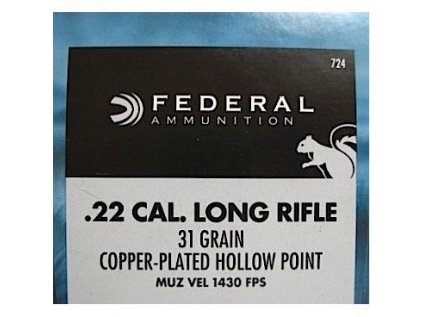 724
FEDERAL
AMMUNITION
.22 CAL. LONG RIFLE
31 GRAIN
COPPER-PLATED HOLLOW POINT
MUZ VEL 1430 FPS